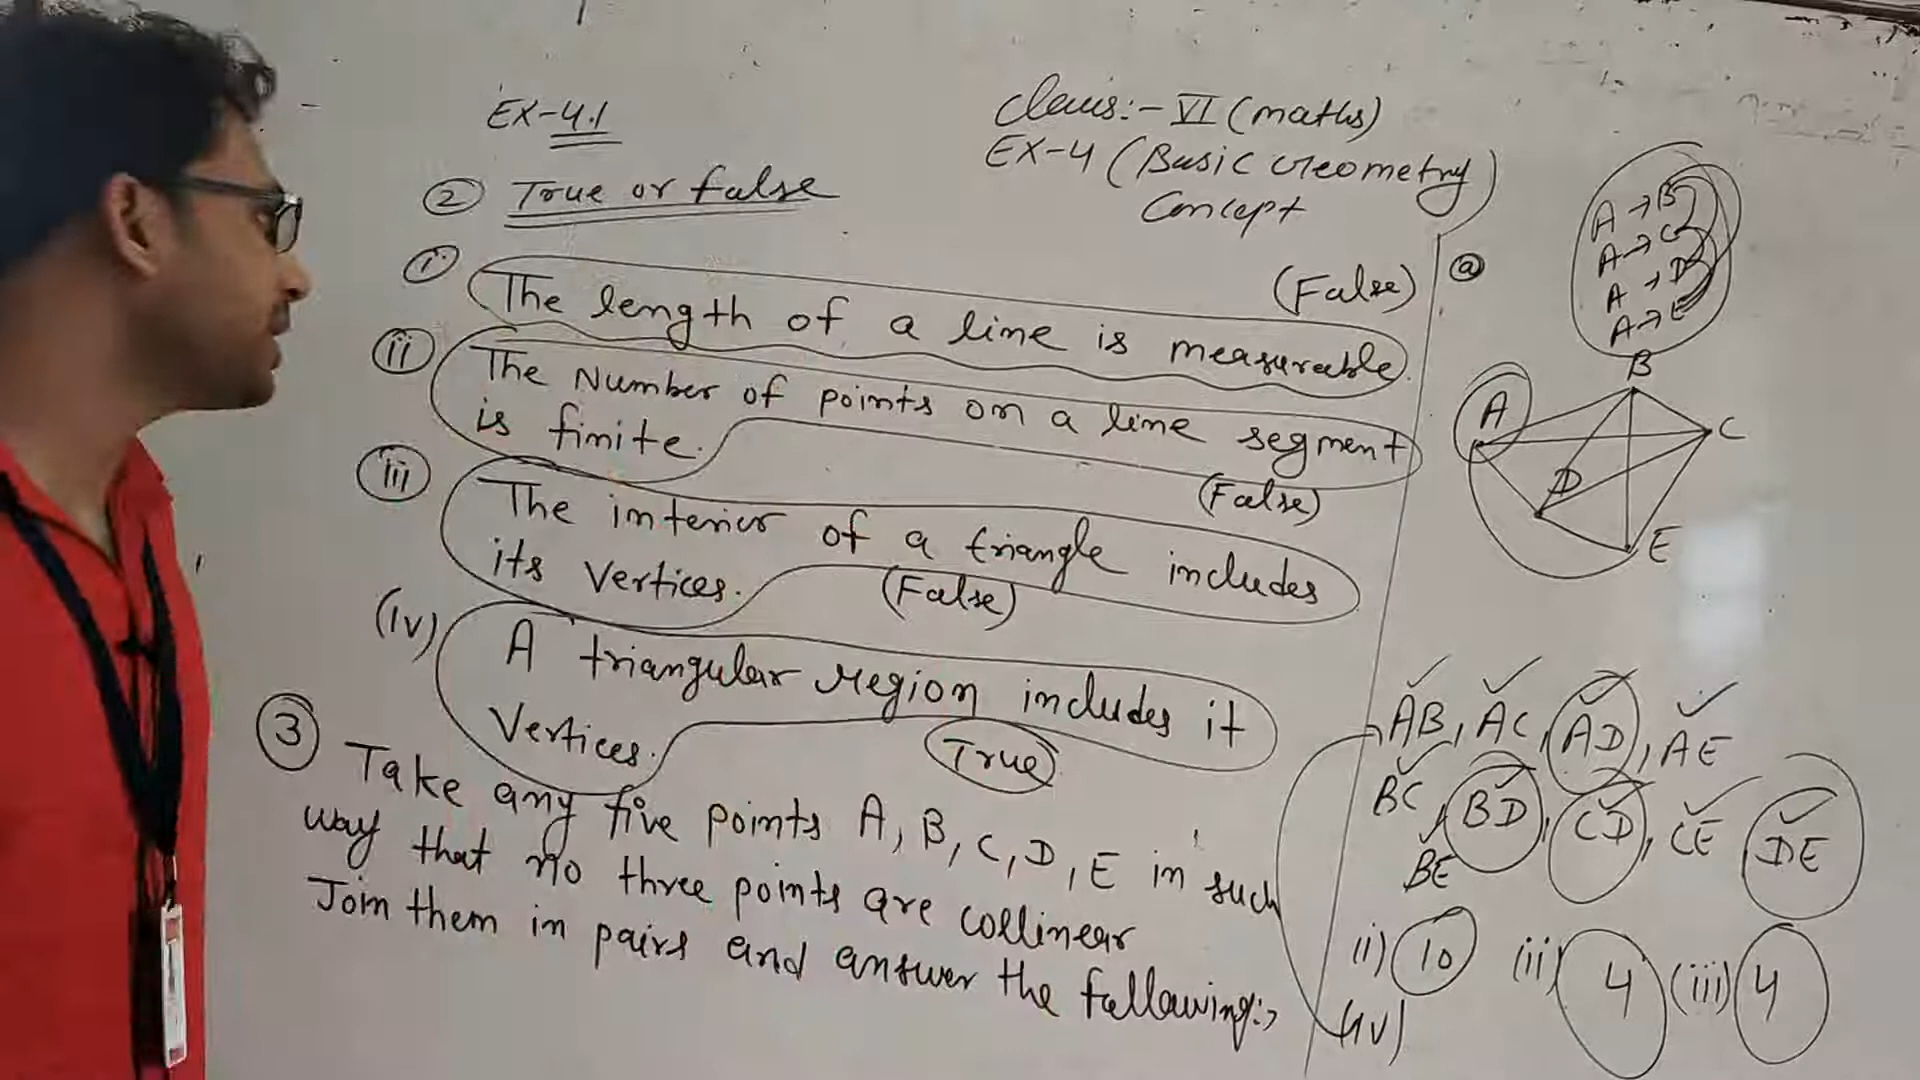 EX-4.1
Class:- VI (maths)
EX-4 (Basic Geometry
Concept)
② True or false
i The length of a line is measurable. (False)
ii The Number of points on a line segment
is finite. (False)
iii The interior of a triangle includes
its Vertices. (False)
(iv) A triangular region includes it
Vertices. True
③ Take any five points A, B, C, D, E in such
way that no three points are collinear
Join them in pairs and answer the following:→
ⓐ
A → B
A → C
A → D
A → E
B
A
C
D
E
AB, AC, AD, AE
BC, BD, CD, CE DE
BE
(i) 10 (ii) 4 (iii) 4
(iv)